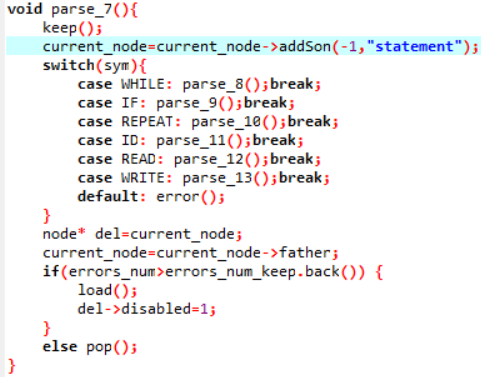 void parse_7(){
    keep();
    current_node=current_node->addSon(-1,"statement");
    switch(sym){
        case WHILE: parse_8();break;
        case IF: parse_9();break;
        case REPEAT: parse_10();break;
        case ID: parse_11();break;
        case READ: parse_12();break;
        case WRITE: parse_13();break;
        default: error();
    }
    node* del=current_node;
    current_node=current_node->father;
    if(errors_num>errors_num_keep.back()) {
        load();
        del->disabled=1;
    }
    else pop();
}